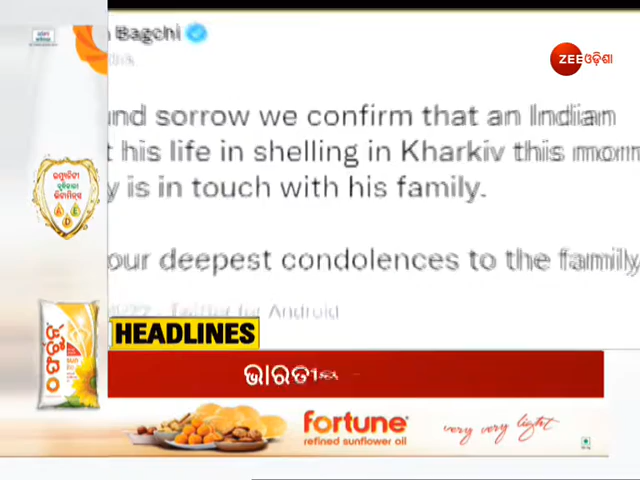 Bagchi
ZEE ଓଡ଼ିଶା
nd sorrow we confirm that an Indian
his life in shelling in Kharkiv this morn
is in touch with his family.
our deepest condolences to the family
Twitter for Android
HEADLINES
ଭାରତୀୟ
A E
D
fortune
refined sunflower oil
very very light